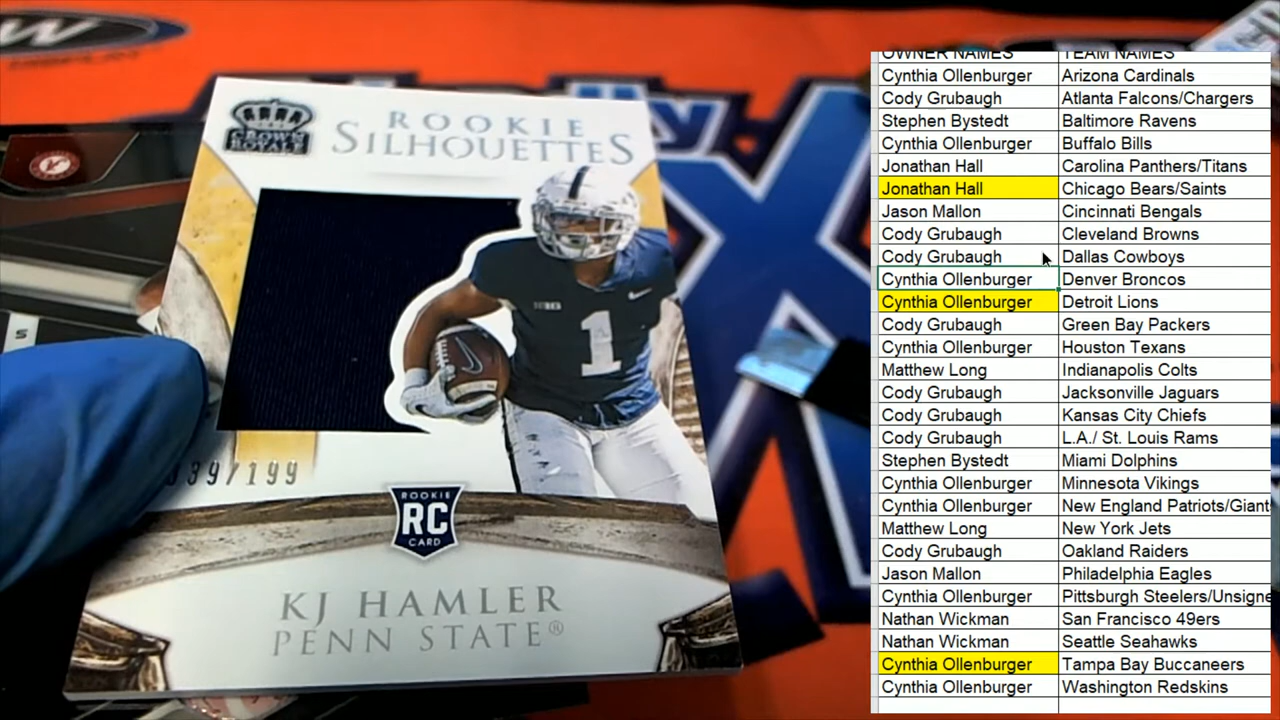 W
DISPLAY
CROWN
ROYALE
ROOKIE
SILHOUETTES
1
S
039/199
ROOKIE
RC
CARD
KJ HAMLER
PENN STATE®
OWNER NAMES TEAM NAMES
Cynthia Ollenburger Arizona Cardinals
Cody Grubaugh Atlanta Falcons/Chargers
Stephen Bystedt Baltimore Ravens
Cynthia Ollenburger Buffalo Bills
Jonathan Hall Carolina Panthers/Titans
Jonathan Hall Chicago Bears/Saints
Jason Mallon Cincinnati Bengals
Cody Grubaugh Cleveland Browns
Cody Grubaugh Dallas Cowboys
Cynthia Ollenburger Denver Broncos
Cynthia Ollenburger Detroit Lions
Cody Grubaugh Green Bay Packers
Cynthia Ollenburger Houston Texans
Matthew Long Indianapolis Colts
Cody Grubaugh Jacksonville Jaguars
Cody Grubaugh Kansas City Chiefs
Cody Grubaugh L.A./ St. Louis Rams
Stephen Bystedt Miami Dolphins
Cynthia Ollenburger Minnesota Vikings
Cynthia Ollenburger New England Patriots/Giant
Matthew Long New York Jets
Cody Grubaugh Oakland Raiders
Jason Mallon Philadelphia Eagles
Cynthia Ollenburger Pittsburgh Steelers/Unsigne
Nathan Wickman San Francisco 49ers
Nathan Wickman Seattle Seahawks
Cynthia Ollenburger Tampa Bay Buccaneers
Cynthia Ollenburger Washington Redskins